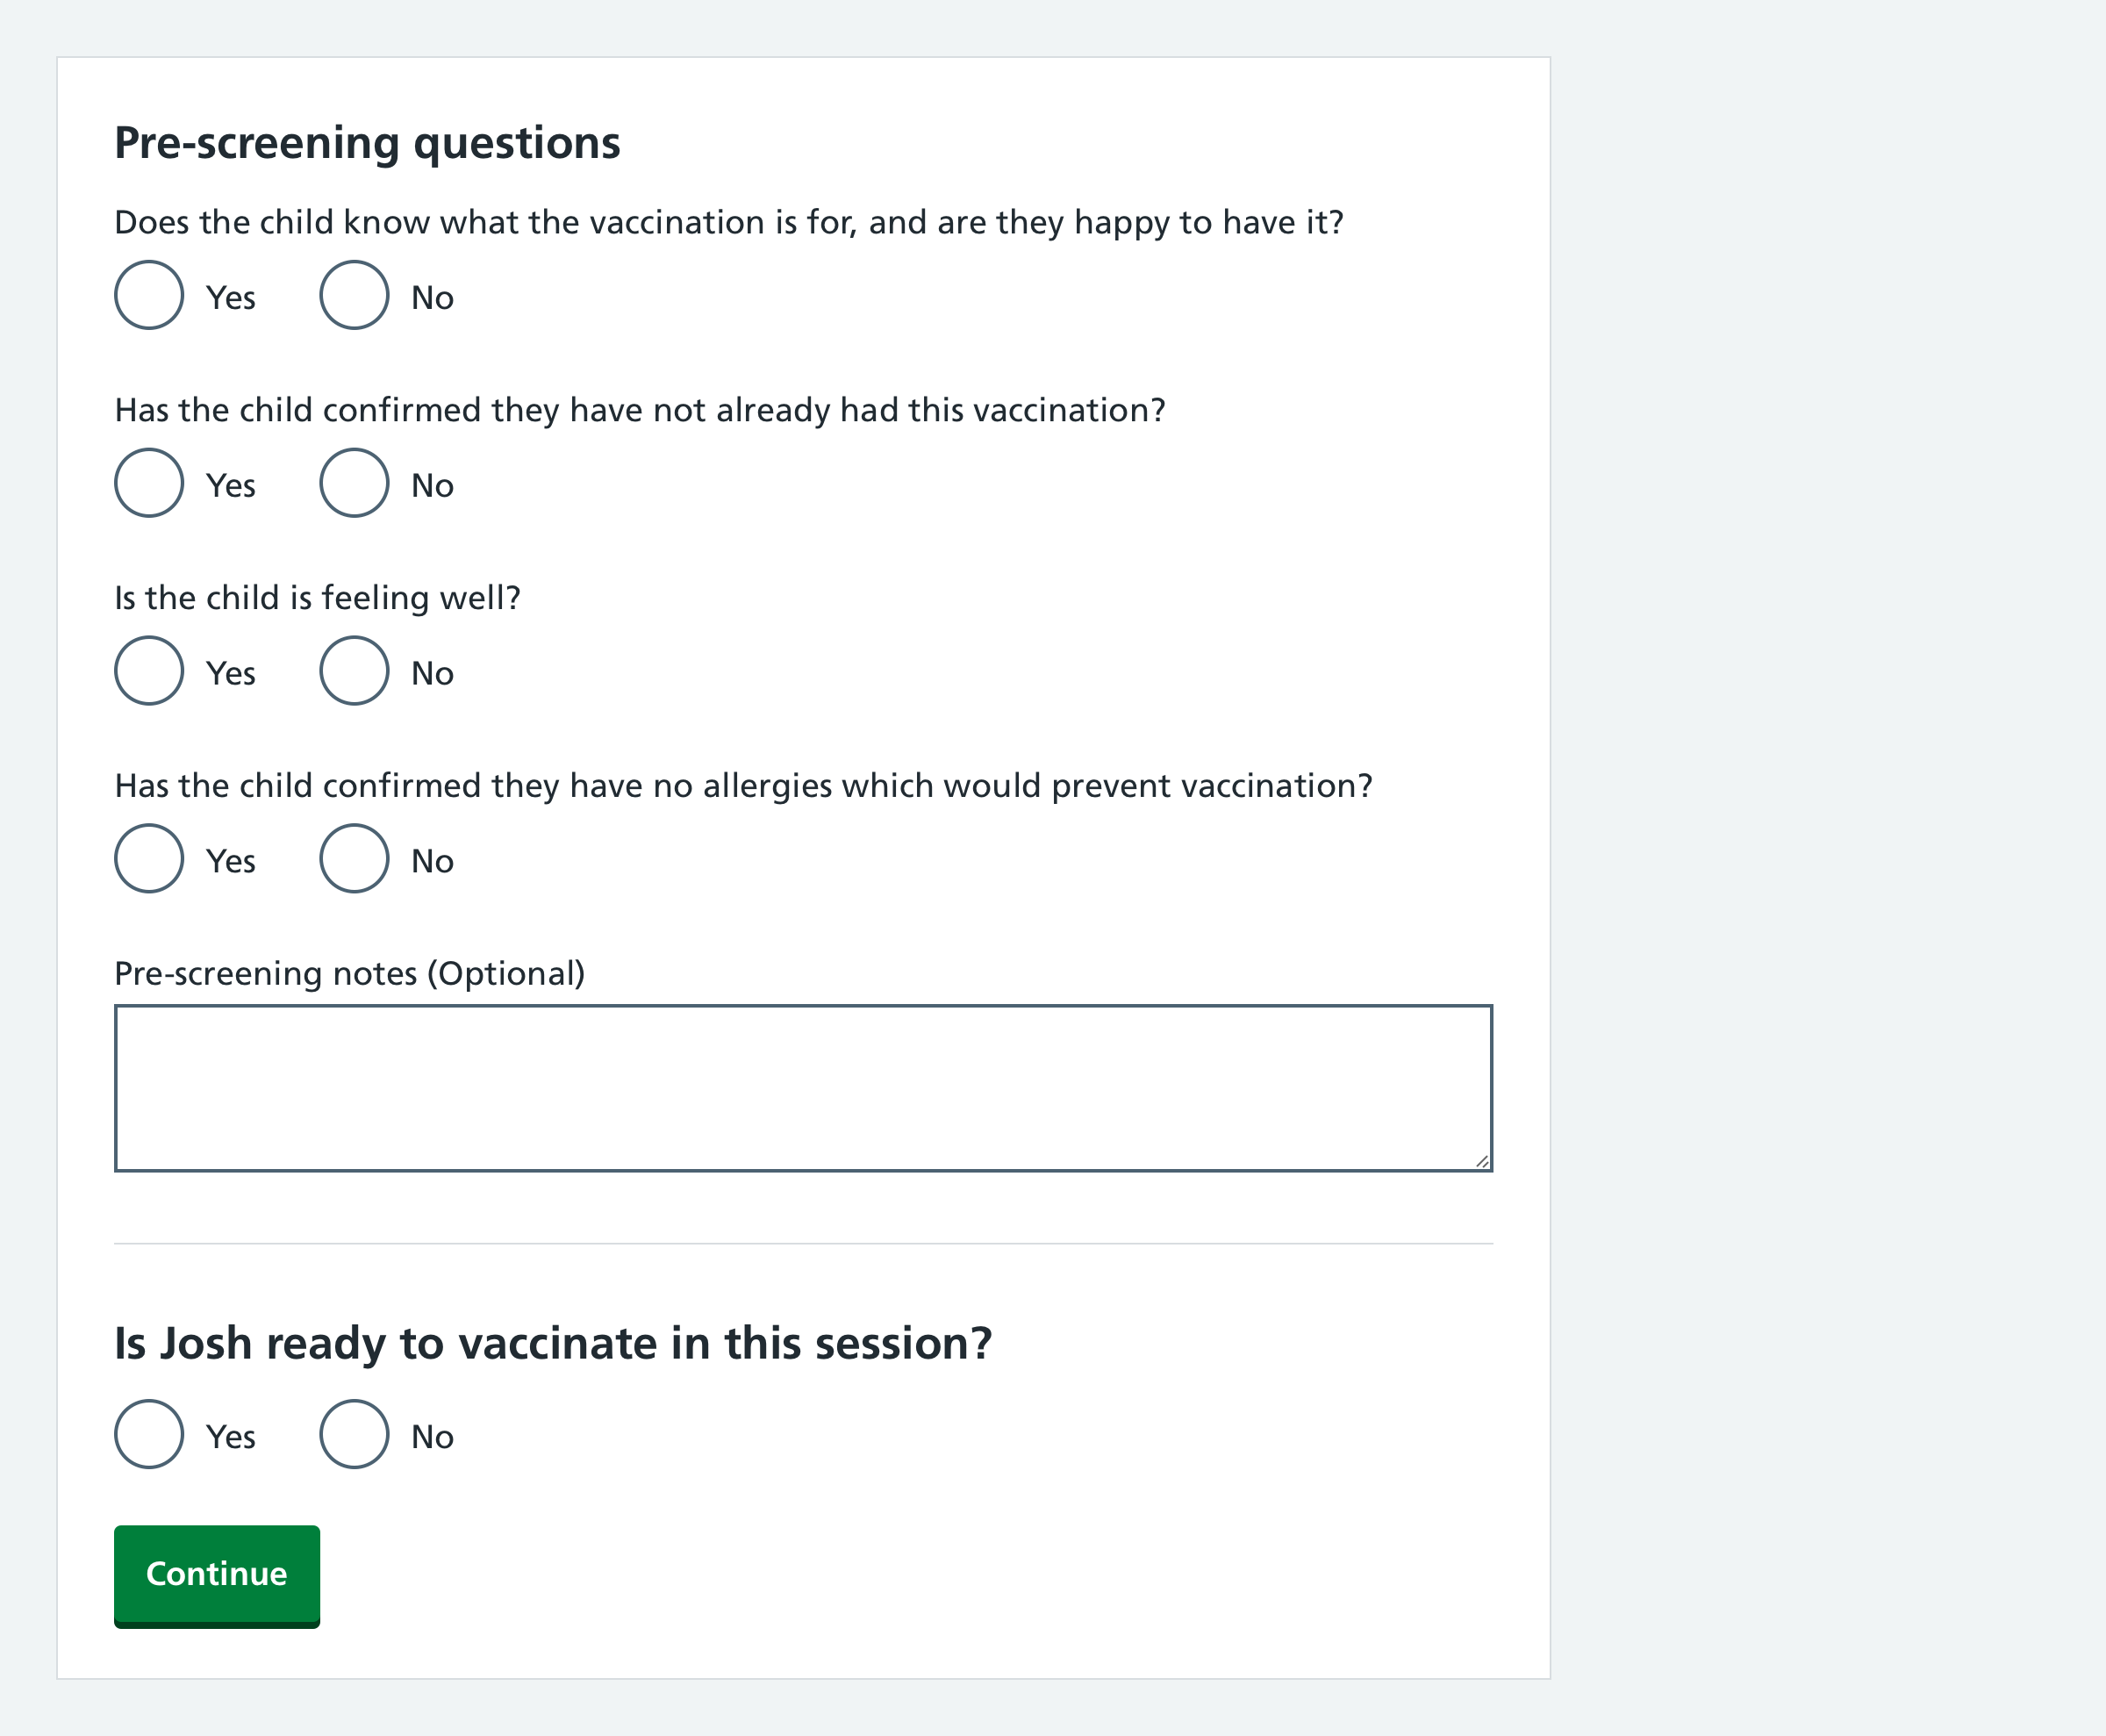 Pre-screening questions
Does the child know what the vaccination is for, and are they happy to have it?
Yes No
Has the child confirmed they have not already had this vaccination?
Yes No
Is the child is feeling well?
Yes No
Has the child confirmed they have no allergies which would prevent vaccination?
Yes No
Pre-screening notes (Optional)
Is Josh ready to vaccinate in this session?
Yes No
Continue